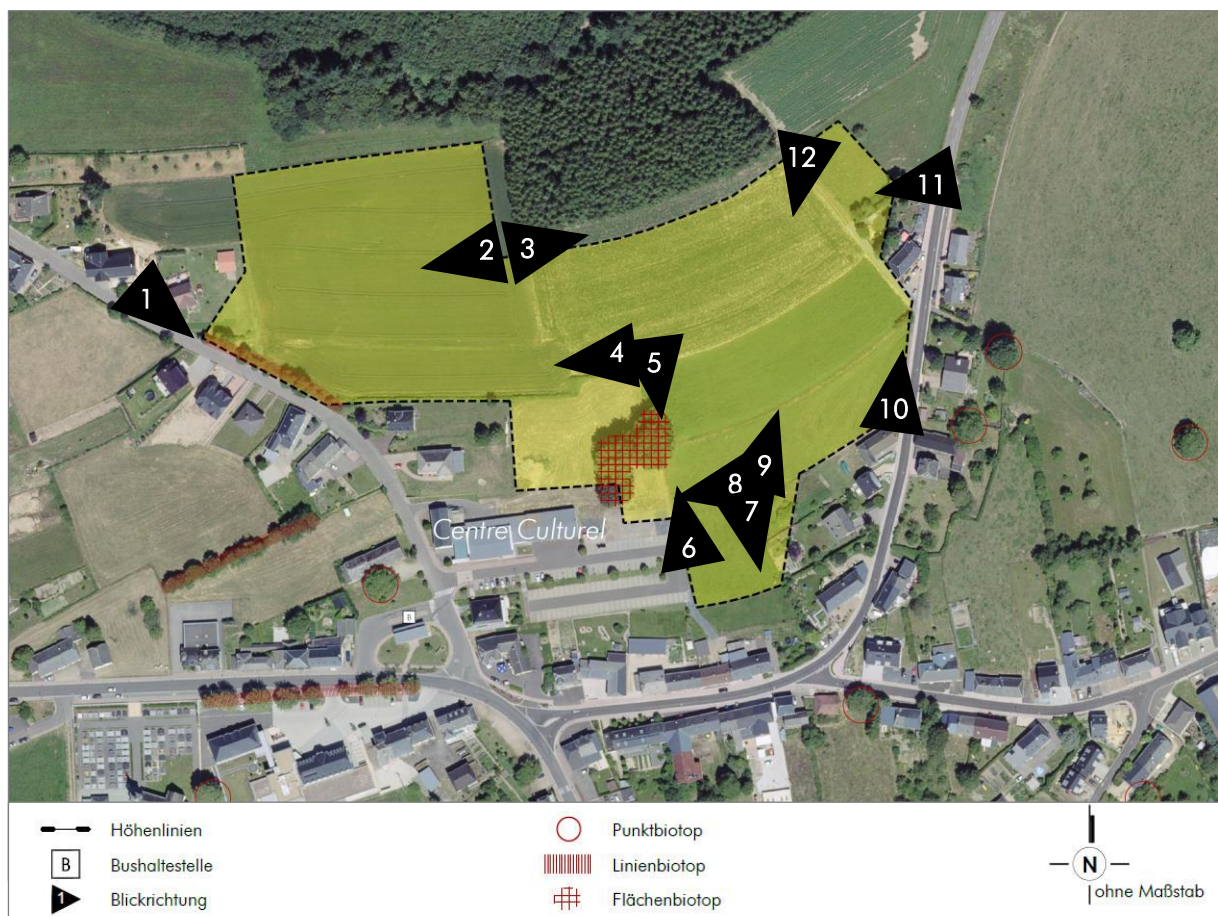 12
11
2 3
1
4 5
10
9
8
7
Centre Culturel
6
B
Höhenlinien
Punktbiotop
B Bushaltestelle
Linienbiotop
N
1 Blickrichtung
Flächenbiotop
ohne Maßstab